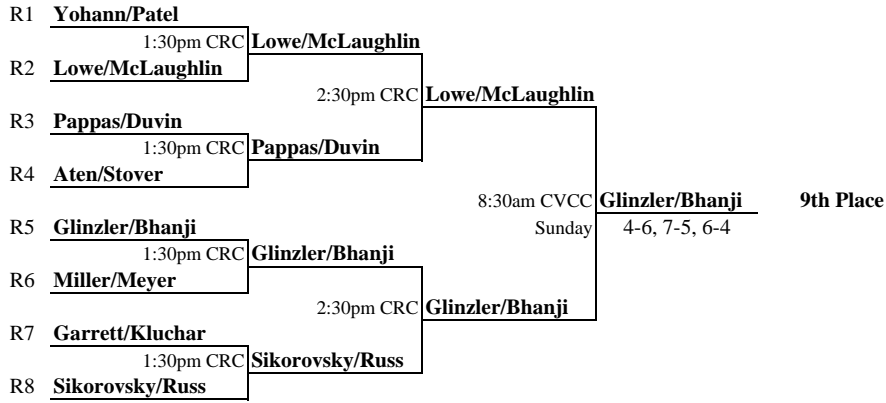 R1 Yohann/Patel
1:30pm CRC Lowe/McLaughlin
R2 Lowe/McLaughlin
2:30pm CRC Lowe/McLaughlin
R3 Pappas/Duvin
1:30pm CRC Pappas/Duvin
R4 Aten/Stover
8:30am CVCC Glinzler/Bhanji 9th Place
R5 Glinzler/Bhanji Sunday 4-6, 7-5, 6-4
1:30pm CRC Glinzler/Bhanji
R6 Miller/Meyer
2:30pm CRC Glinzler/Bhanji
R7 Garrett/Kluchar
1:30pm CRC Sikorovsky/Russ
R8 Sikorovsky/Russ